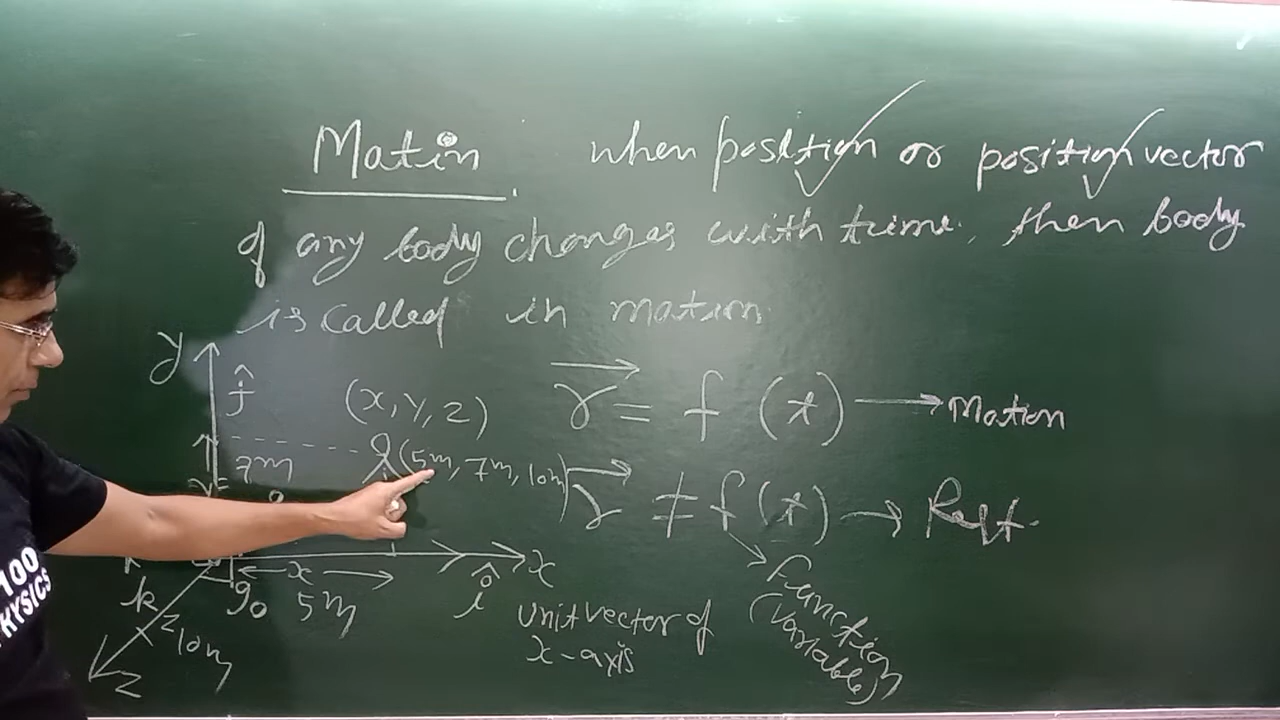 Motion when position or position vector
of any body changes with time, then body
is called in motion
y
ĵ (x, y, z) r = f (t) → Motion
7m (5m, 7m, 10m) r ≠ f (t) → Rest.
x
k 90 x î
5m unit vector of
x-axis
Function
(Variable)
z 10m
z
100
PHYSICS